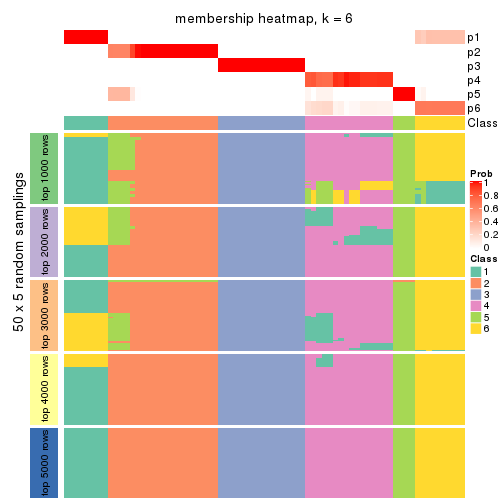 membership heatmap, k = 6
p1
p2
p3
p4
p5
p6
Class
50 x 5 random samplings
top 1000 rows
top 2000 rows
top 3000 rows
top 4000 rows
top 5000 rows
Prob
1
0.8
0.6
0.4
0.2
0
Class
1
2
3
4
5
6